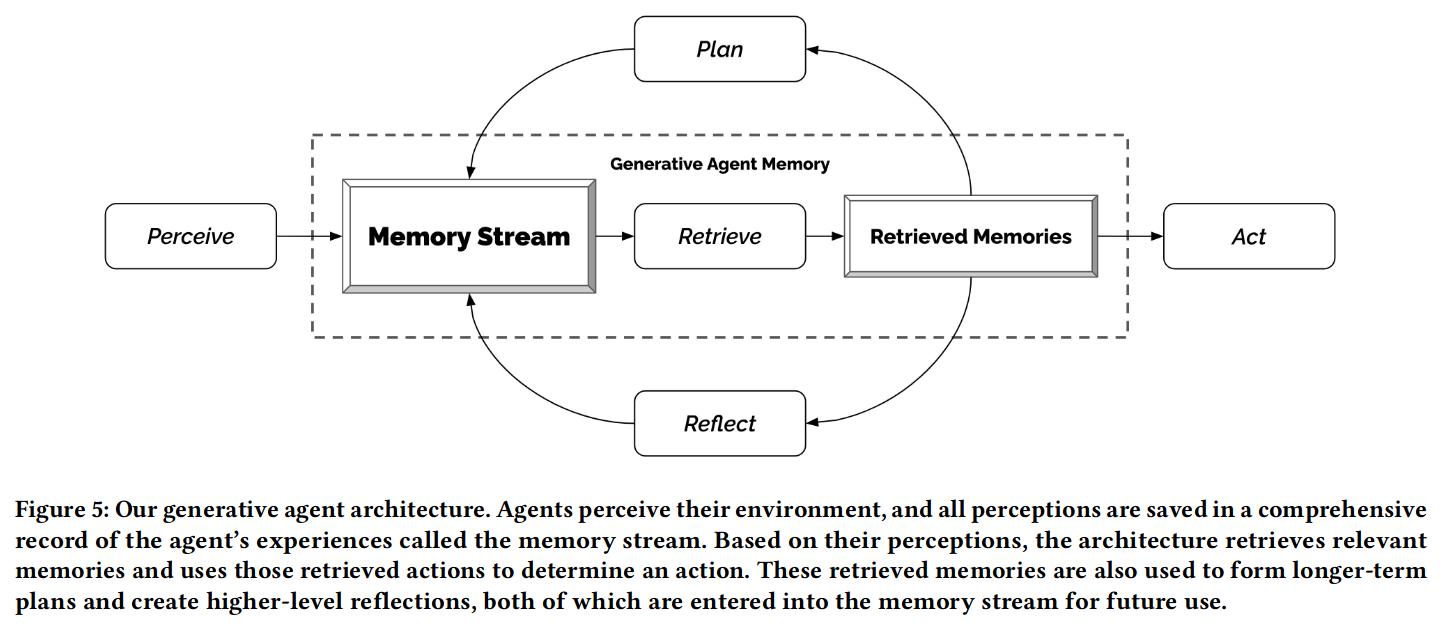 Plan
Generative Agent Memory
Perceive
Memory Stream
Retrieve
Retrieved Memories
Act
Reflect
Figure 5: Our generative agent architecture. Agents perceive their environment, and all perceptions are saved in a comprehensive
record of the agent’s experiences called the memory stream. Based on their perceptions, the architecture retrieves relevant
memories and uses those retrieved actions to determine an action. These retrieved memories are also used to form longer-term
plans and create higher-level reflections, both of which are entered into the memory stream for future use.